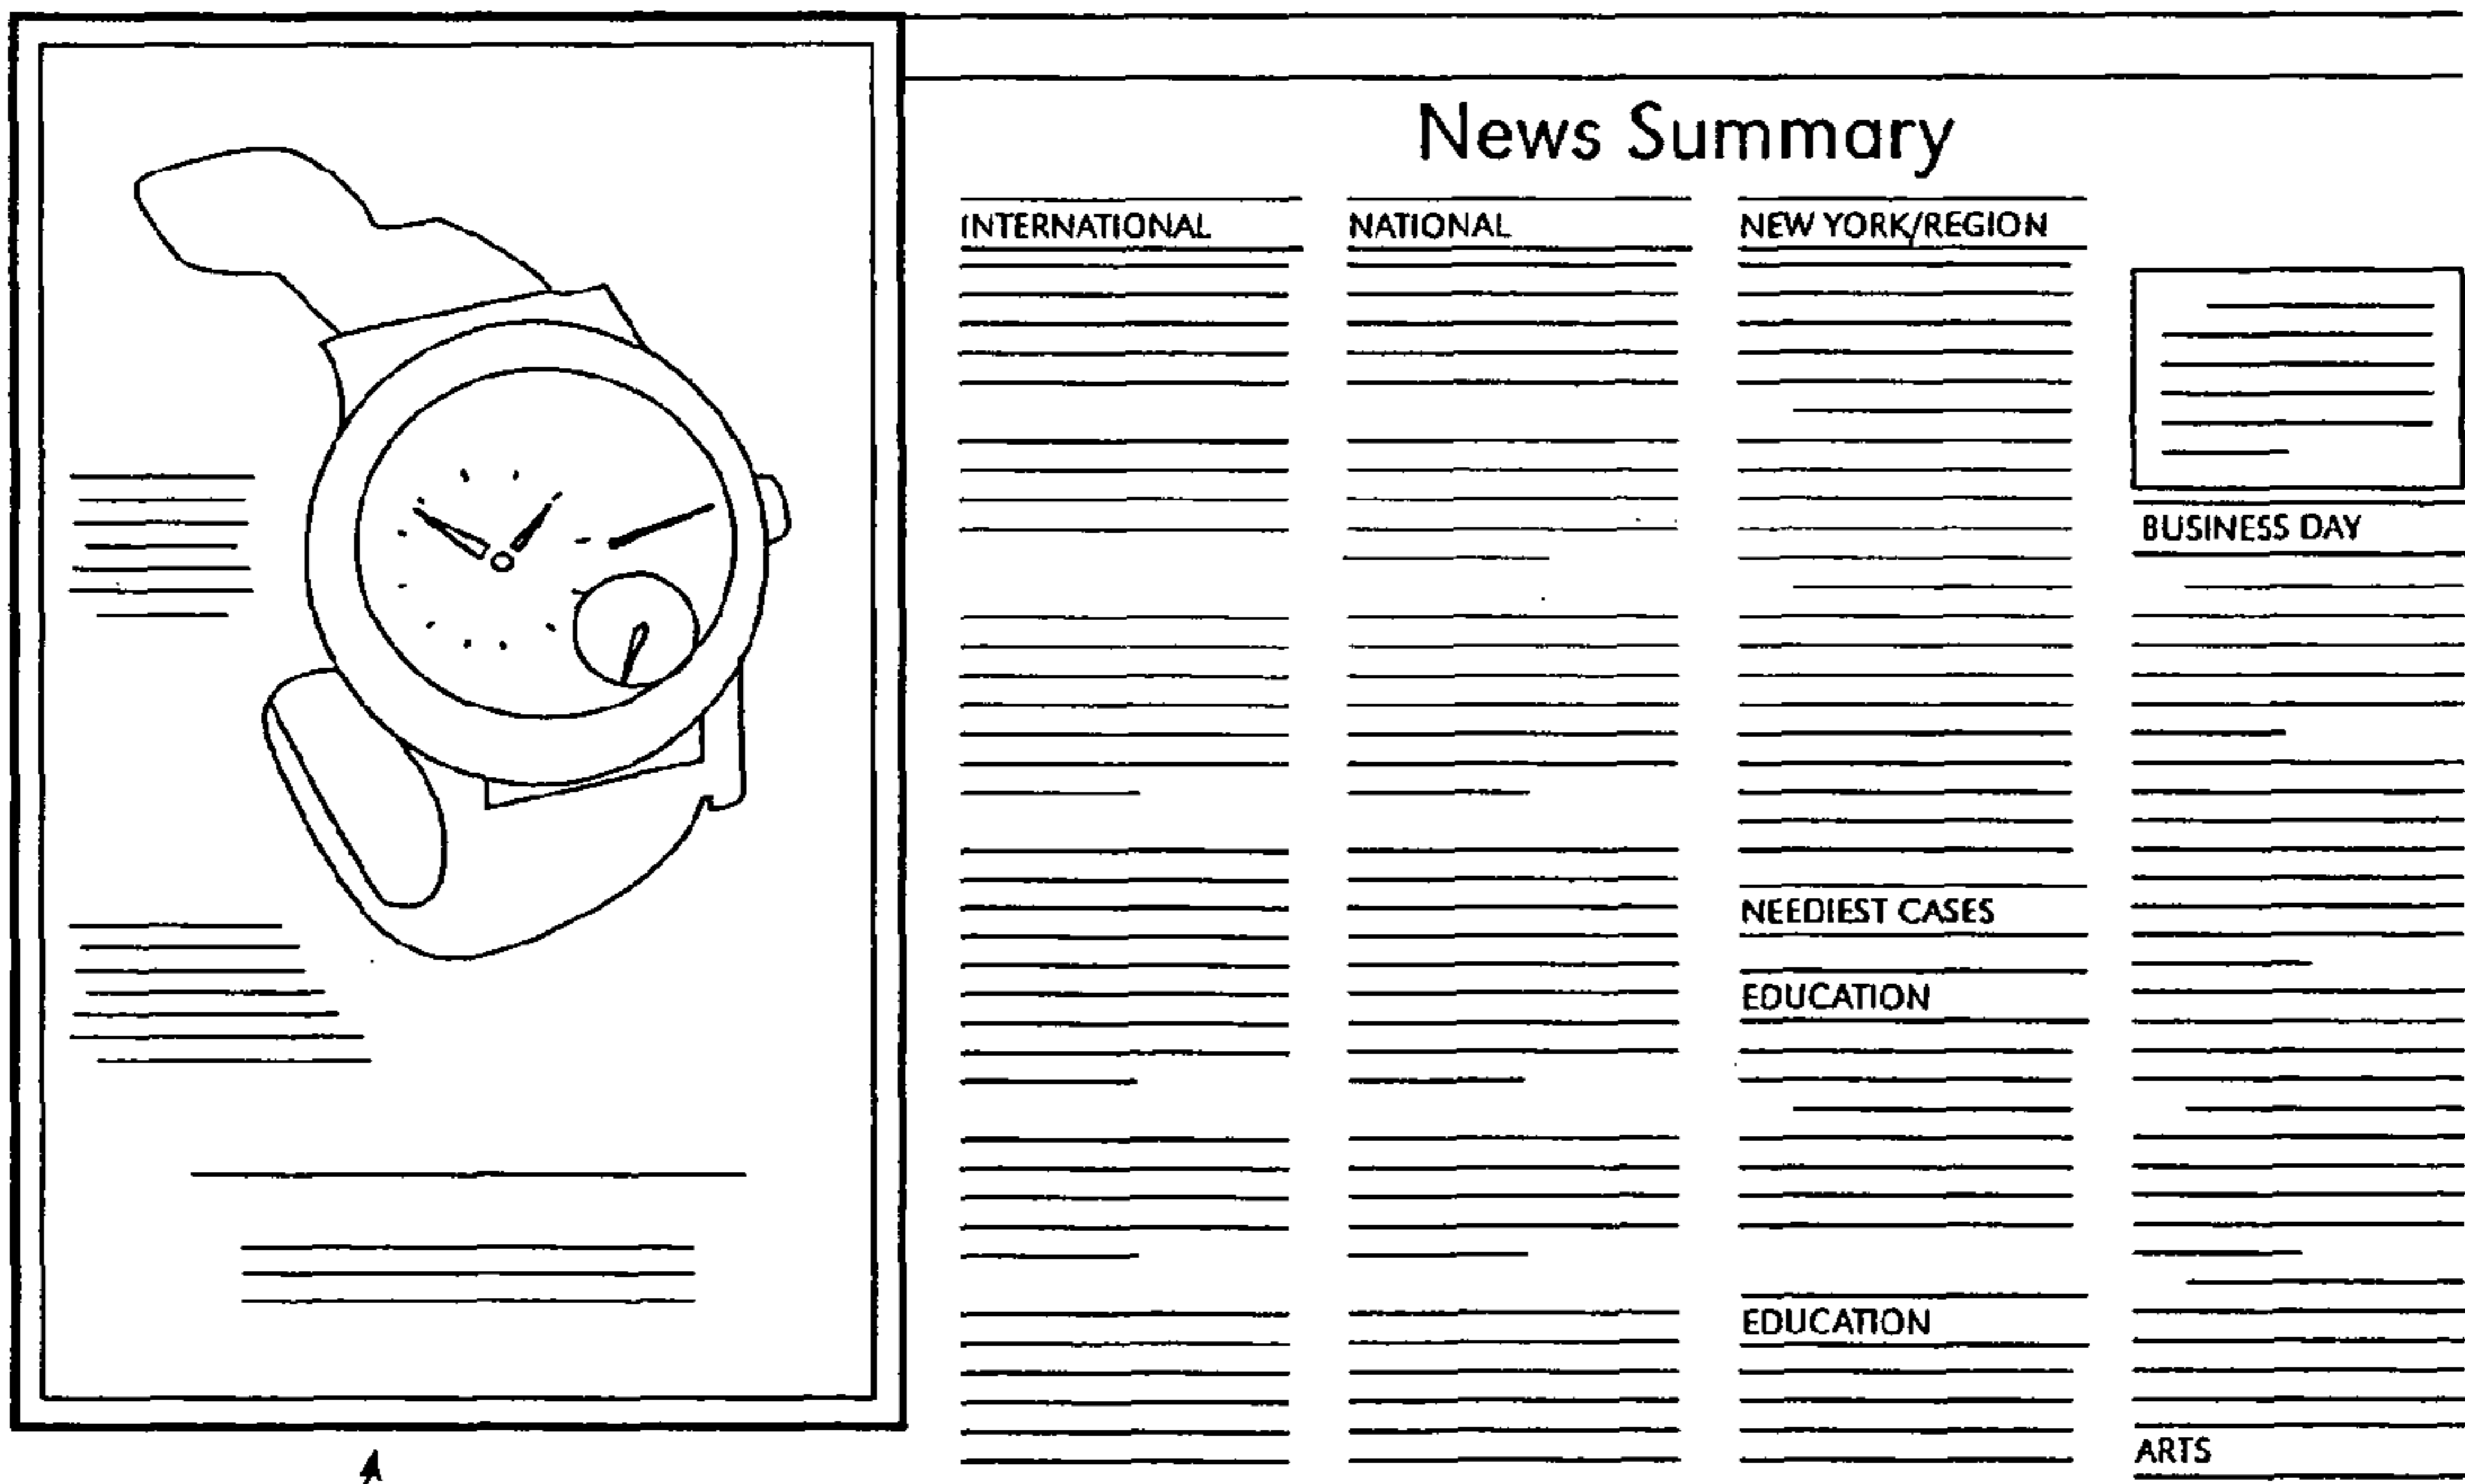 News Summary
INTERNATIONAL
NATIONAL
NEW YORK/REGION
NEEDIEST CASES
EDUCATION
EDUCATION
BUSINESS DAY
ARTS